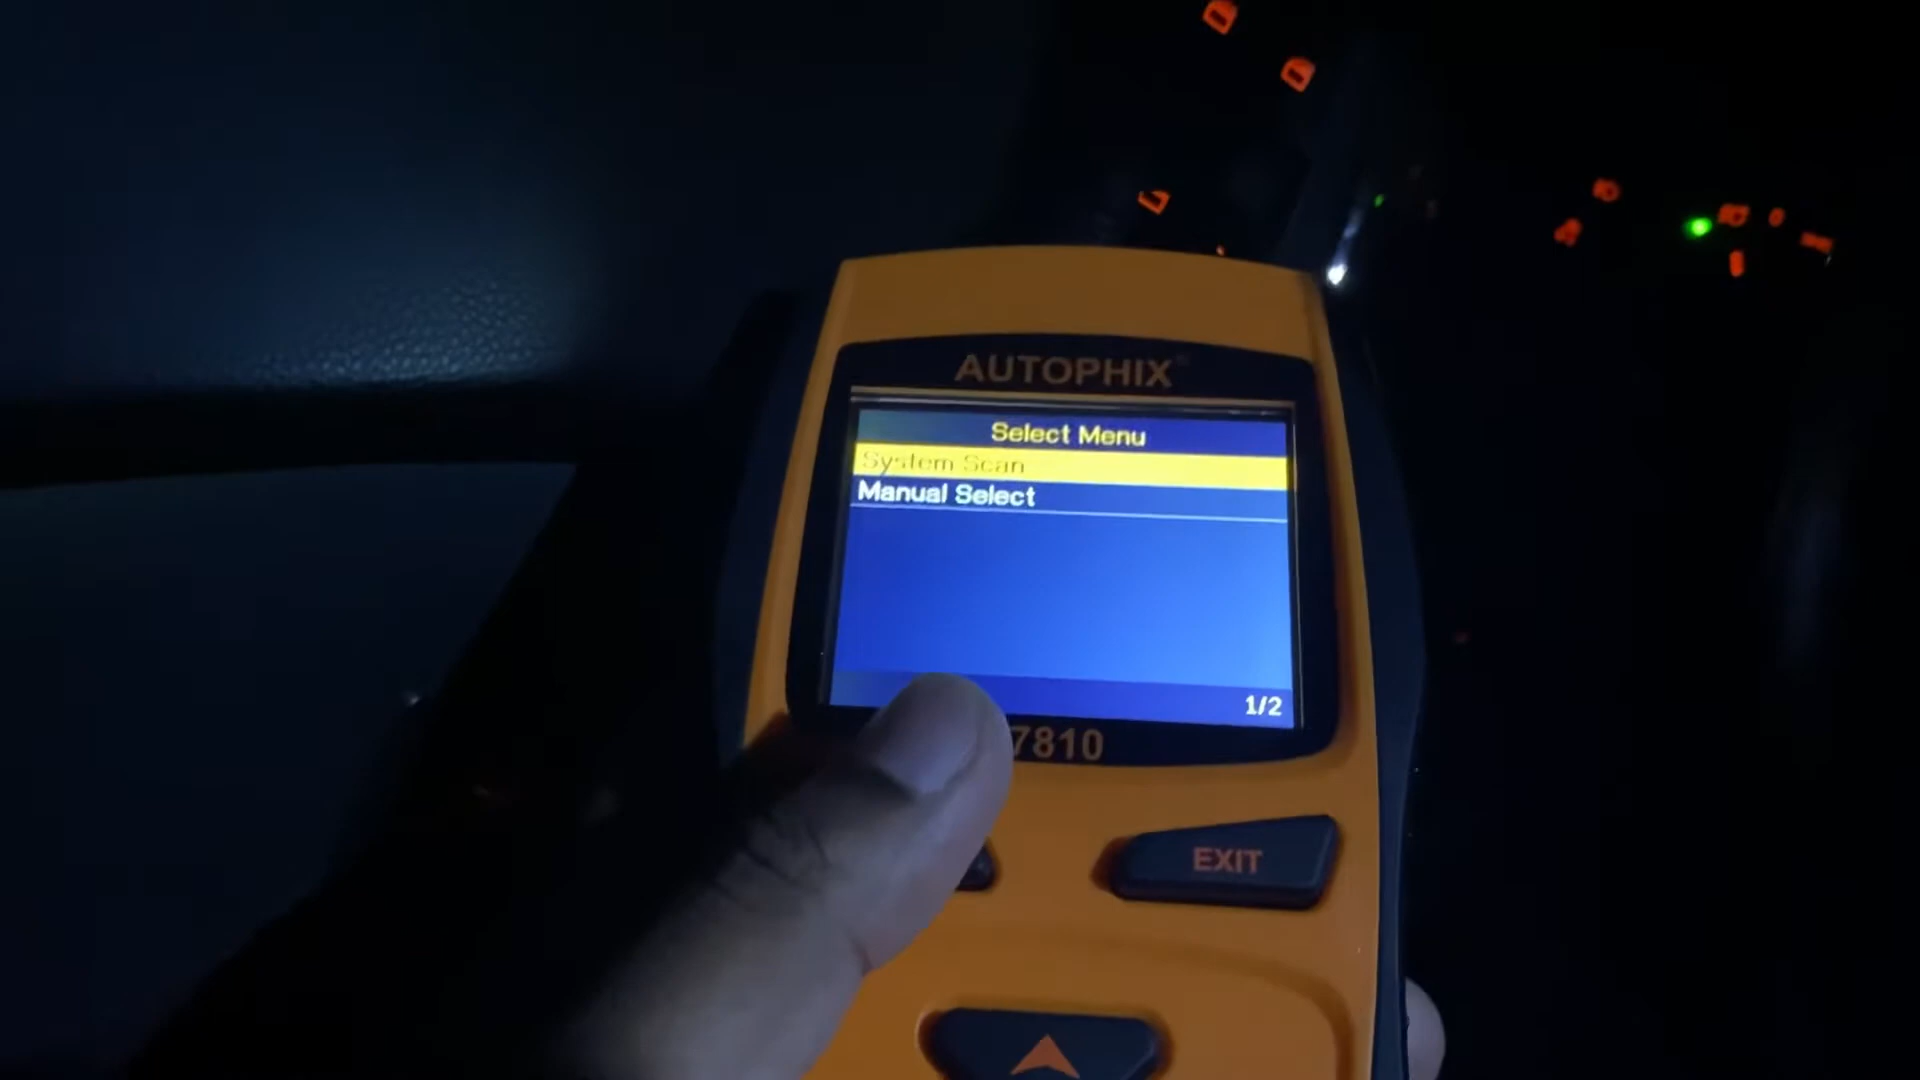 AUTOPHIX
Select Menu
System Scan
Manual Select
1/2
7810
EXIT